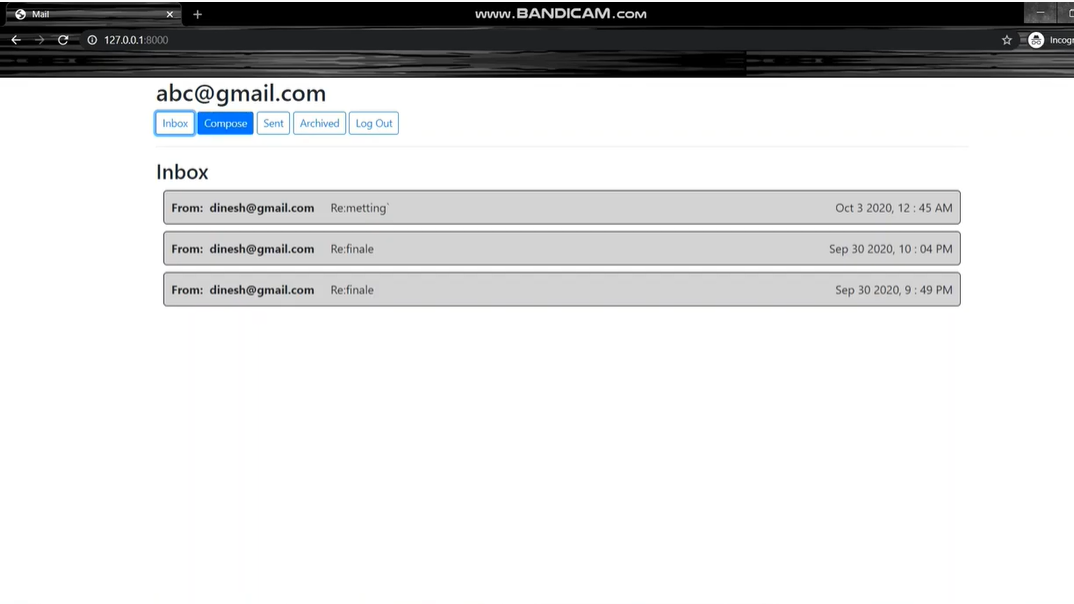 Mail
www.BANDICAM.com
127.0.0.1:8000
abc@gmail.com
Inbox Compose Sent Archived Log Out
Inbox
From: dinesh@gmail.com Re:metting` Oct 3 2020, 12 : 45 AM
From: dinesh@gmail.com Re:finale Sep 30 2020, 10 : 04 PM
From: dinesh@gmail.com Re:finale Sep 30 2020, 9 : 49 PM